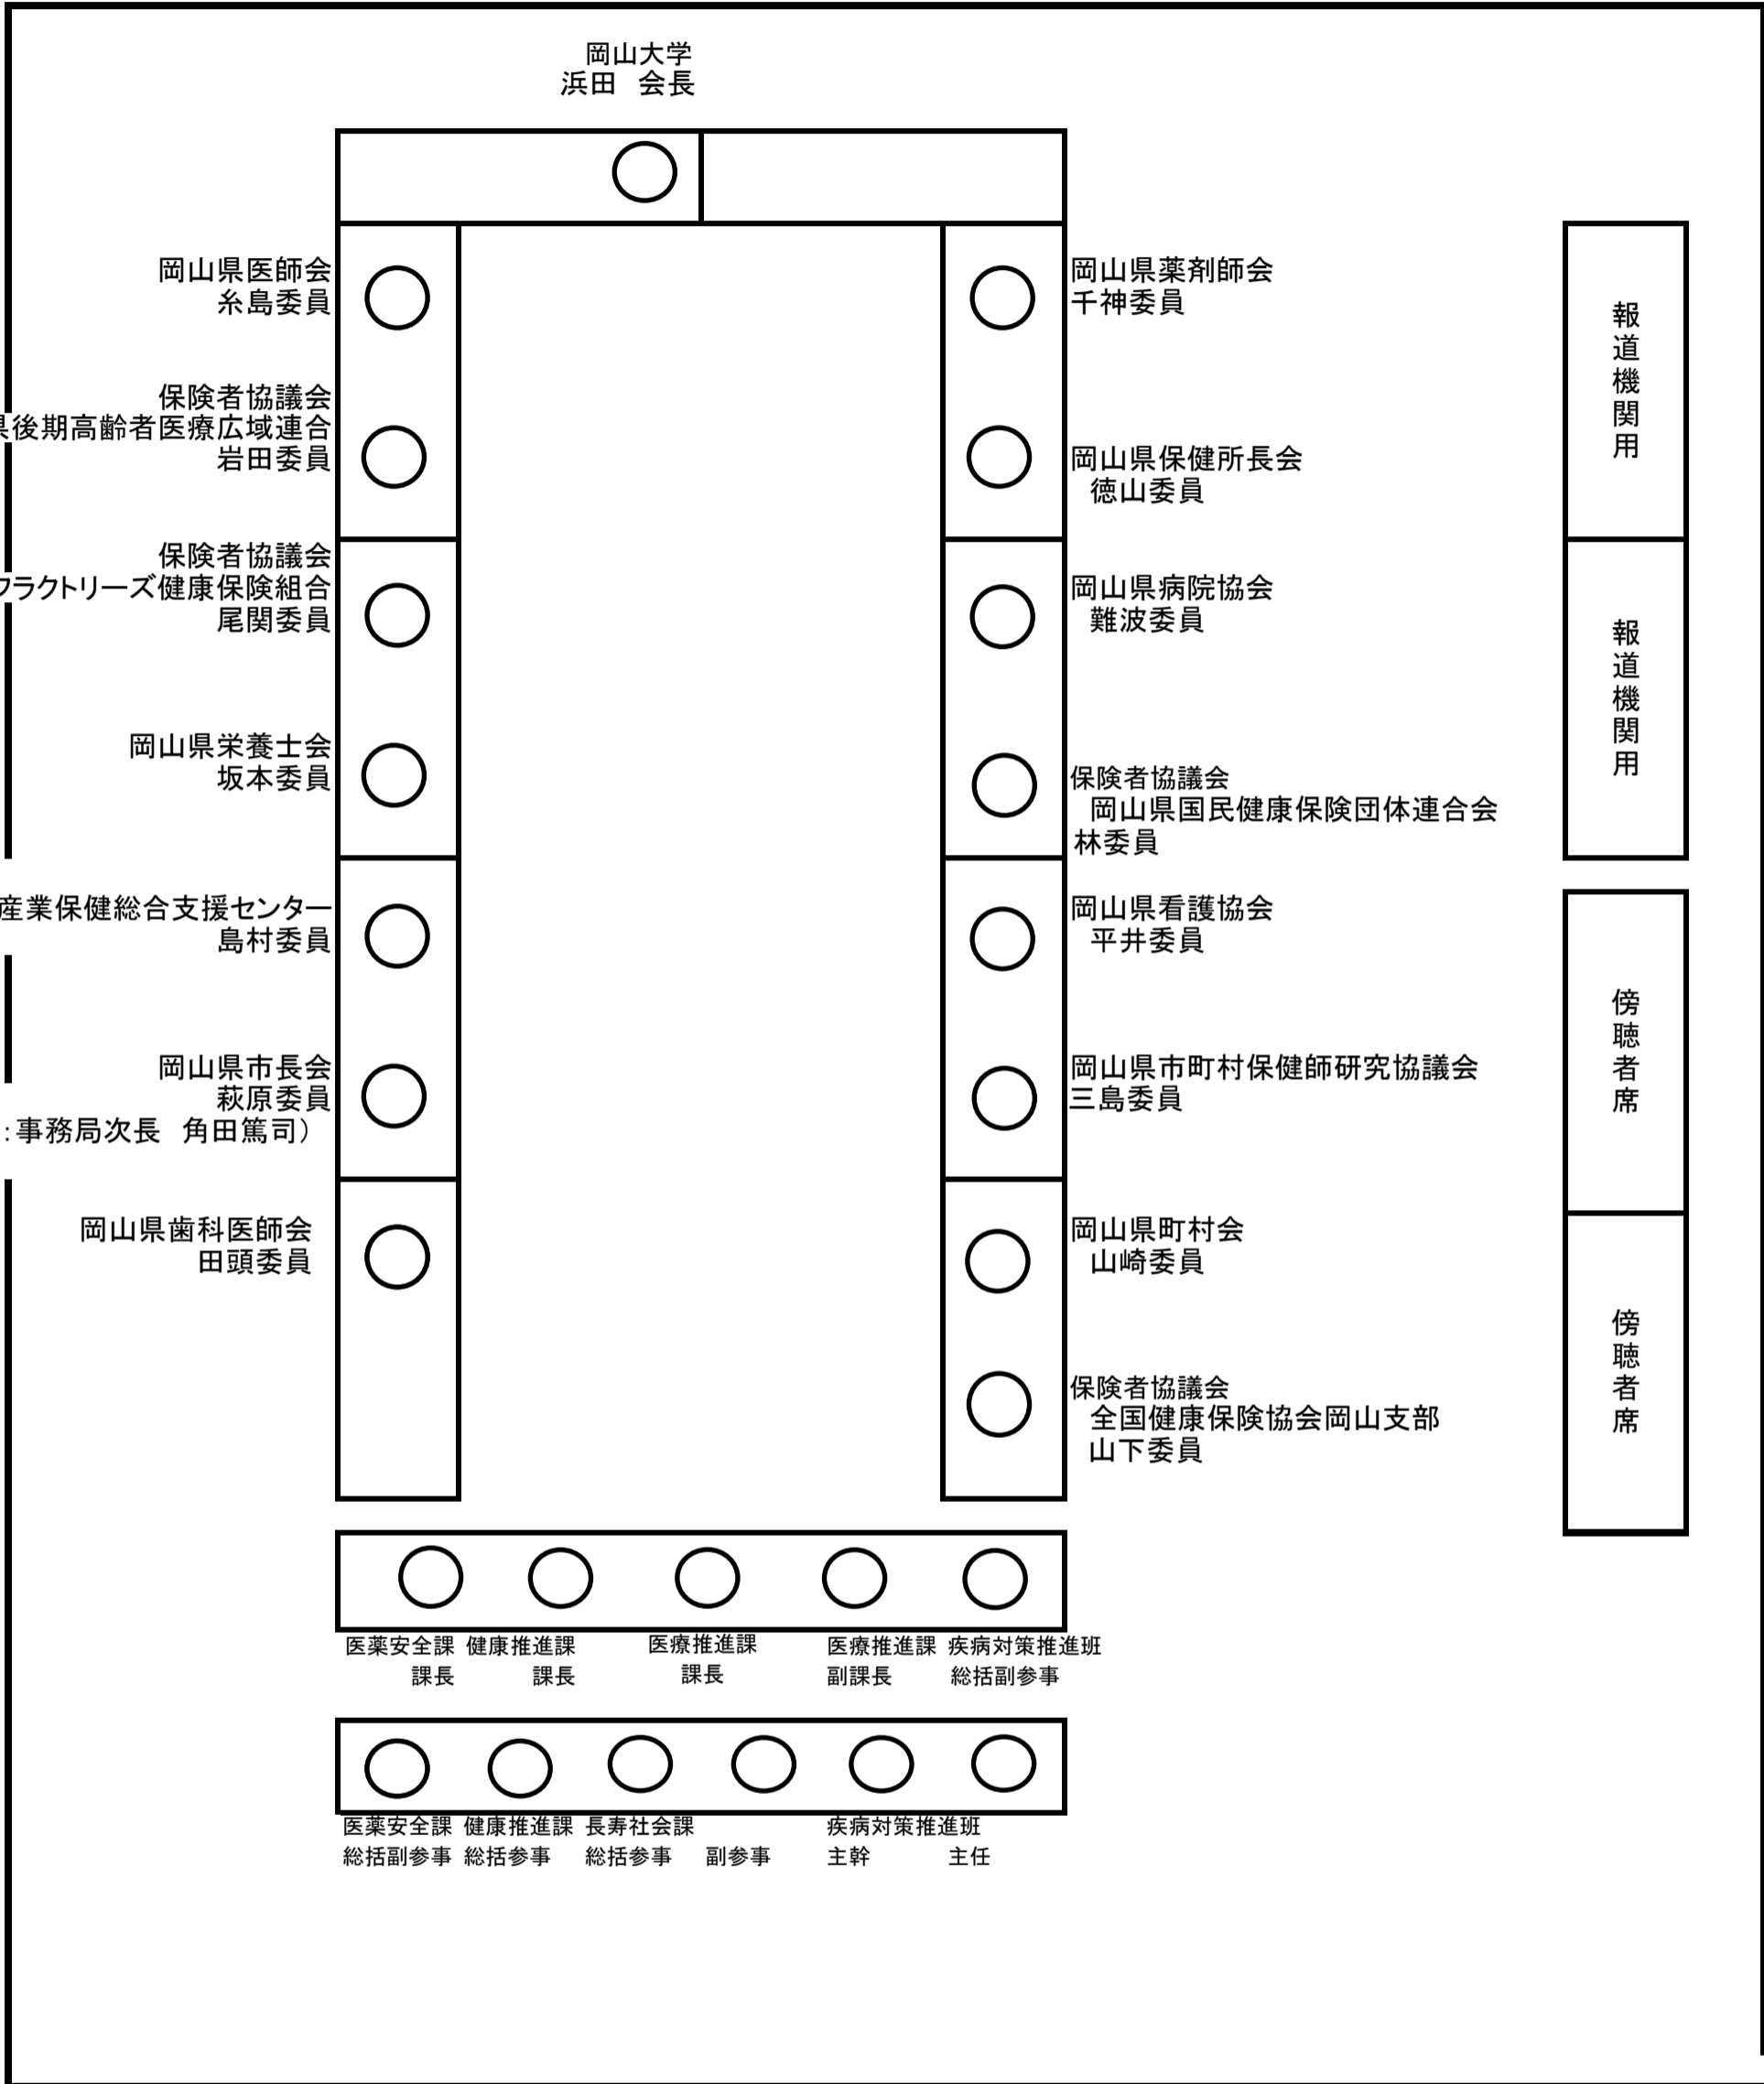 岡山大学
浜田　会長
岡山県医師会
糸島委員
保険者協議会
県後期高齢者医療広域連合
岩田委員
保険者協議会
フラクトリーズ健康保険組合
尾関委員
岡山県栄養士会
坂本委員
産業保健総合支援センター
島村委員
岡山県市長会
萩原委員
：事務局次長　角田篤司）
岡山県歯科医師会
田頭委員
岡山県薬剤師会
千神委員
岡山県保健所長会
徳山委員
岡山県病院協会
難波委員
保険者協議会
岡山県国民健康保険団体連合会
林委員
岡山県看護協会
平井委員
岡山県市町村保健師研究協議会
三島委員
岡山県町村会
山崎委員
保険者協議会
全国健康保険協会岡山支部
山下委員
報道機関用
報道機関用
傍聴者席
傍聴者席
医薬安全課　健康推進課　医療推進課　医療推進課　疾病対策推進班
課長　課長　課長　副課長　総括副参事
医薬安全課　健康推進課　長寿社会課　疾病対策推進班
総括副参事　総括参事　総括参事　副参事　主幹　主任